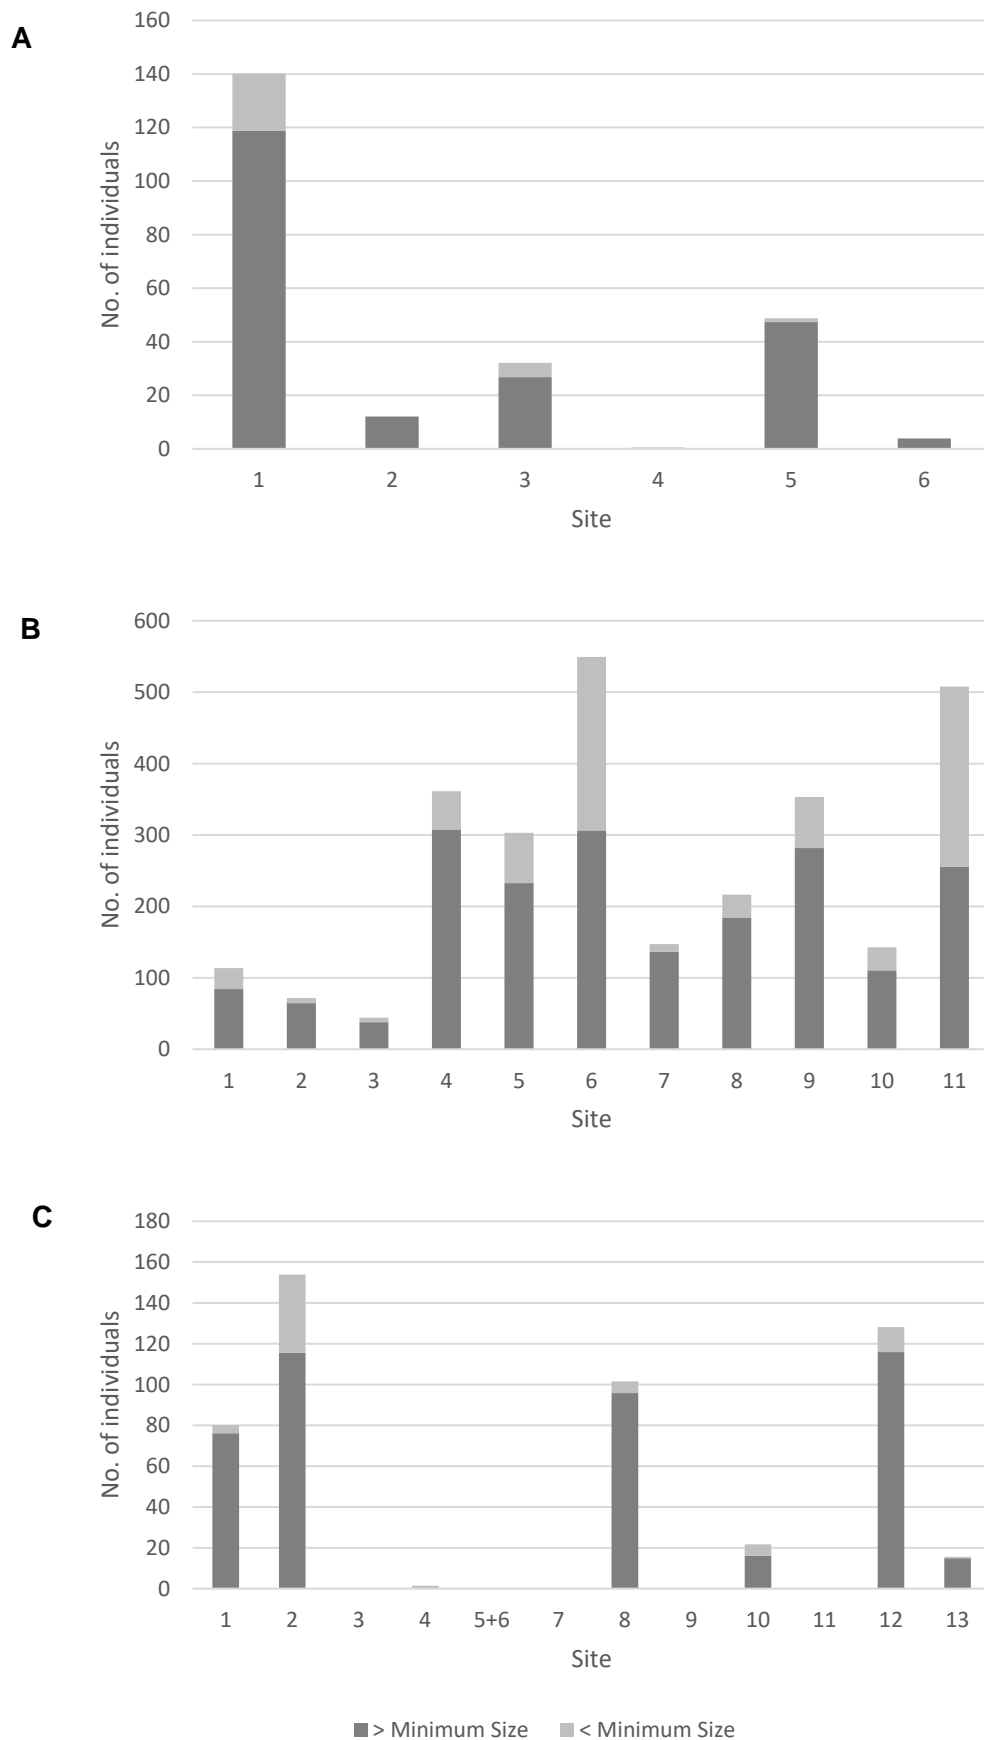 A
160
140
120
100
80
60
40
20
0
No. of individuals
1 2 3 4 5 6
Site
B
600
500
400
300
200
100
0
No. of individuals
1 2 3 4 5 6 7 8 9 10 11
Site
C
180
160
140
120
100
80
60
40
20
0
No. of individuals
1 2 3 4 5+6 7 8 9 10 11 12 13
Site
> Minimum Size < Minimum Size